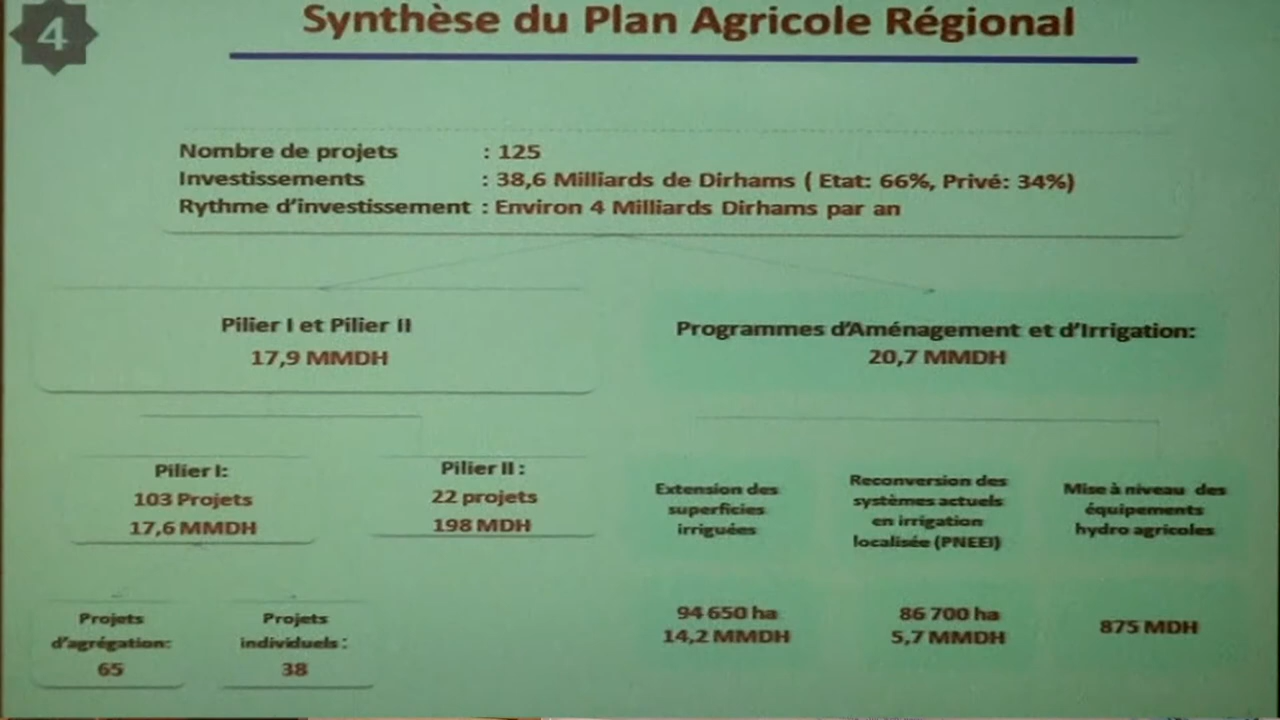 4
Synthèse du Plan Agricole Régional
Nombre de projets : 125
Investissements : 38,6 Milliards de Dirhams ( Etat: 66%, Privé: 34%)
Rythme d'investissement : Environ 4 Milliards Dirhams par an
Pilier I et Pilier II
17,9 MMDH
Programmes d'Aménagement et d'Irrigation:
20,7 MMDH
Pilier I:
103 Projets
17,6 MMDH
Pilier II :
22 projets
198 MDH
Extension des
superficies
irriguées
Reconversion des
systèmes actuels
en irrigation
localisée (PNEEI)
Mise à niveau des
équipements
hydro agricoles
Projets
d'agrégation:
65
Projets
individuels :
38
94 650 ha
14,2 MMDH
86 700 ha
5,7 MMDH
875 MDH